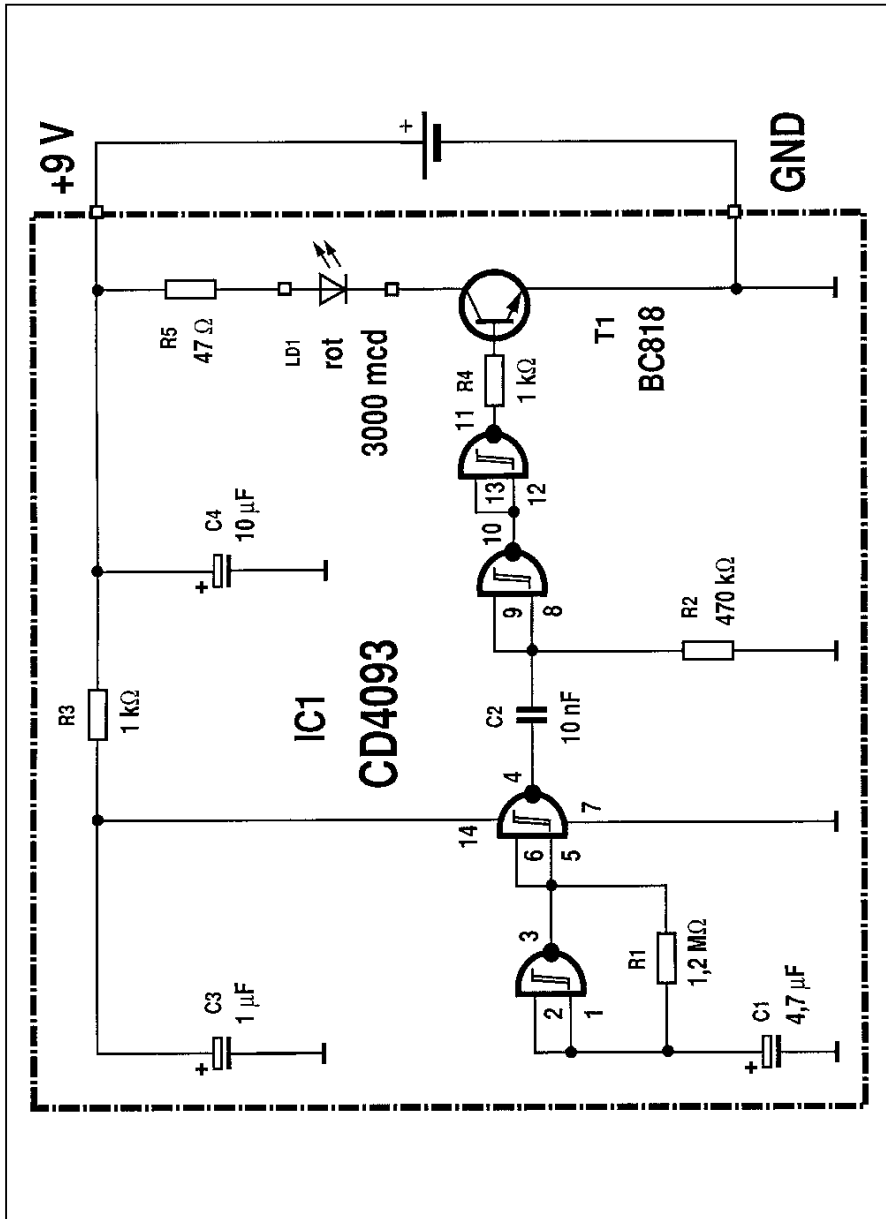 +9 V
GND
R5
47 Ω
LD1
rot
3000 mcd
T1
BC818
R4
1 kΩ
11
13
12
10
9
8
C4
10 µF
+
+
R2
470 kΩ
R3
1 kΩ
IC1
CD4093
C2
10 nF
4
14
7
6
5
3
2
1
R1
1,2 MΩ
C3
1 µF
+
C1
4,7 µF
+